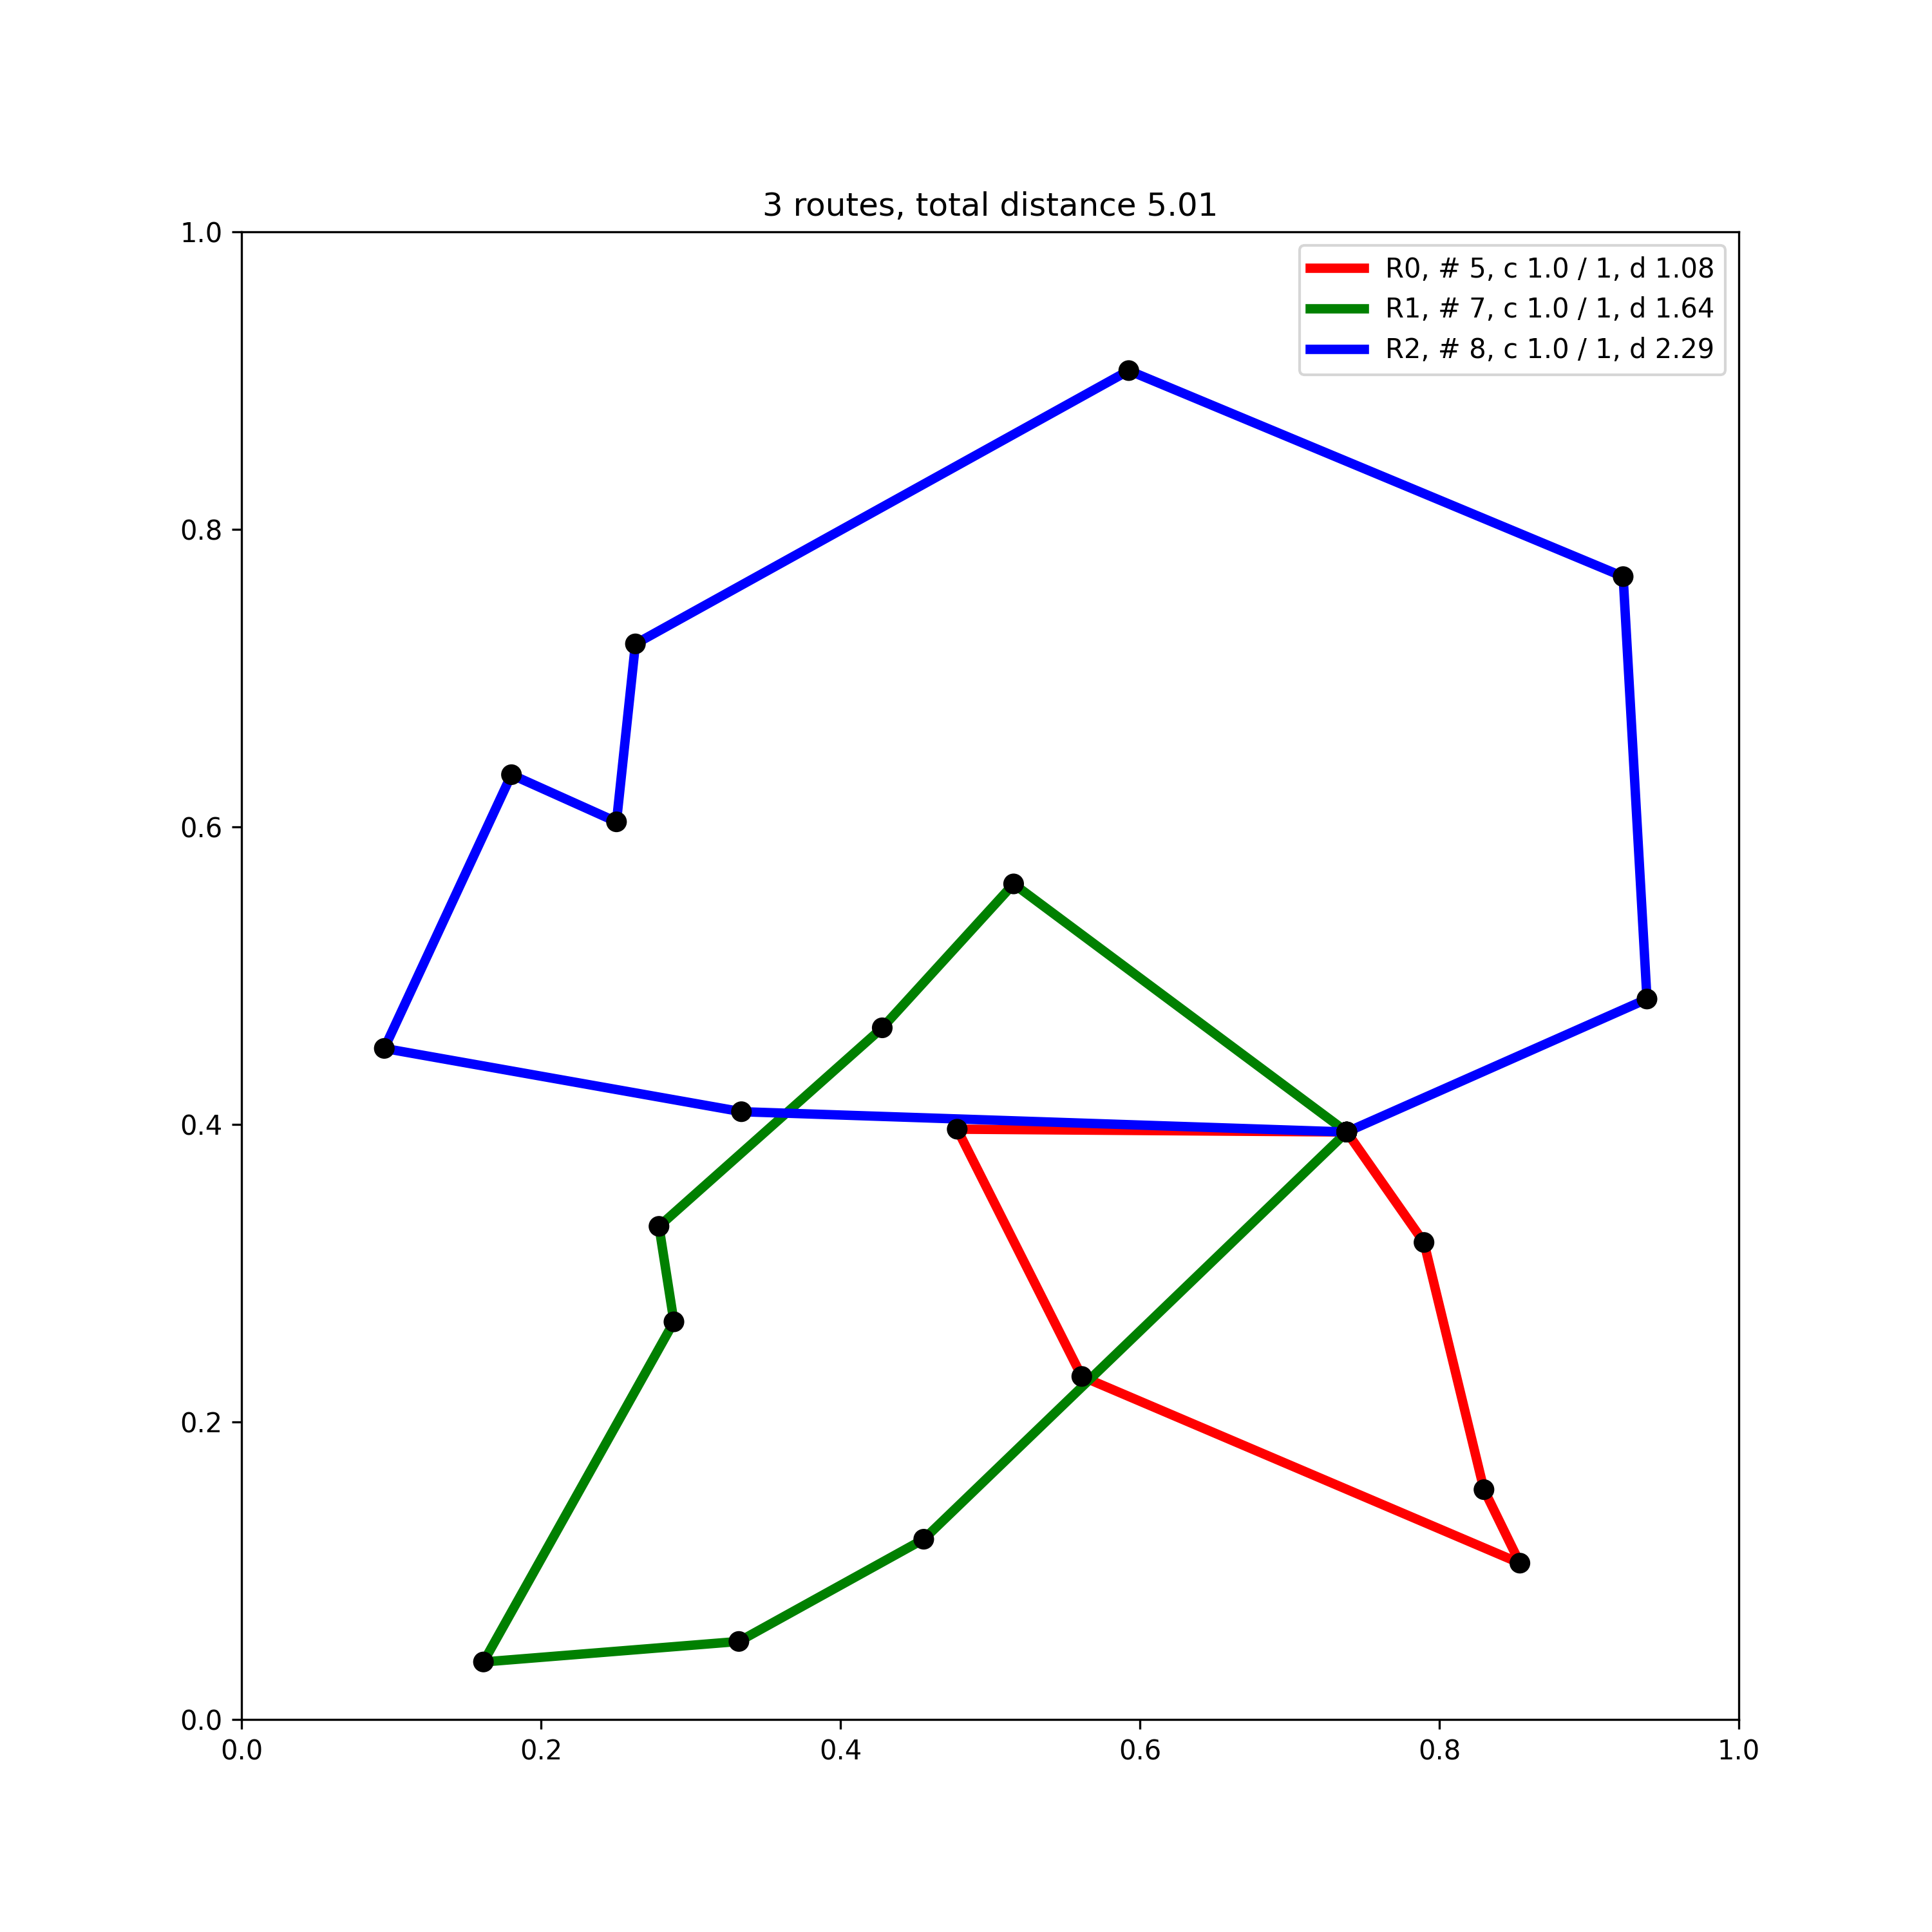 3 routes, total distance 5.01
R0, # 5, c 1.0 / 1, d 1.08
R1, # 7, c 1.0 / 1, d 1.64
R2, # 8, c 1.0 / 1, d 2.29
1.0
0.8
0.6
0.4
0.2
0.0
0.0 0.2 0.4 0.6 0.8 1.0